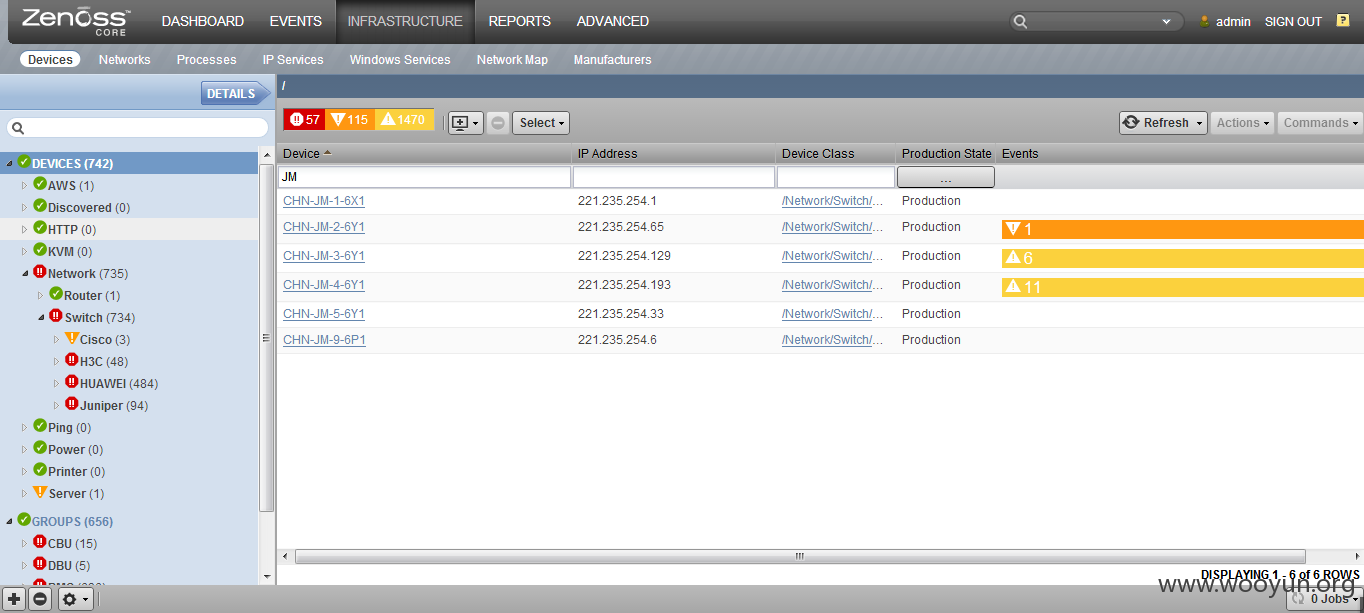 Zenoss™ CORE DASHBOARD EVENTS INFRASTRUCTURE REPORTS ADVANCED admin SIGN OUT ?
Devices Networks Processes IP Services Windows Services Network Map Manufacturers
DETAILS /
57 115 1470 Select Refresh Actions Commands
Device IP Address Device Class Production State Events
JM ...
CHN-JM-1-6X1 221.235.254.1 /Network/Switch/... Production
CHN-JM-2-6Y1 221.235.254.65 /Network/Switch/... Production 1
CHN-JM-3-6Y1 221.235.254.129 /Network/Switch/... Production 6
CHN-JM-4-6Y1 221.235.254.193 /Network/Switch/... Production 11
CHN-JM-5-6Y1 221.235.254.33 /Network/Switch/... Production
CHN-JM-9-6P1 221.235.254.6 /Network/Switch/... Production
DEVICES (742)
AWS (1)
Discovered (0)
HTTP (0)
KVM (0)
Network (735)
Router (1)
Switch (734)
Cisco (3)
H3C (48)
HUAWEI (484)
Juniper (94)
Ping (0)
Power (0)
Printer (0)
Server (1)
GROUPS (656)
CBU (15)
DBU (5)
DISPLAYING 1 - 6 of 6 ROWS
www.wooyun.org
0 Jobs